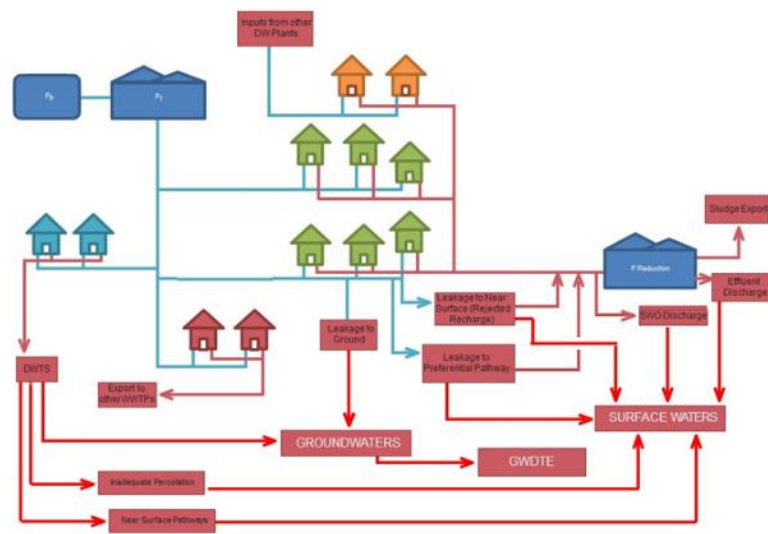 Inputs from other
DW Plants
Sludge Export
P Reduction
Effluent
Discharge
Leakage to Near
Surface (Rejected
Recharge)
SWO Discharge
Leakage to
Ground
Leakage to
Preferential Pathway
DWTS
Export to
other WWTPs
SURFACE WATERS
GROUNDWATERS
GWDTE
Inadequate Percolation
Near Surface Pathways